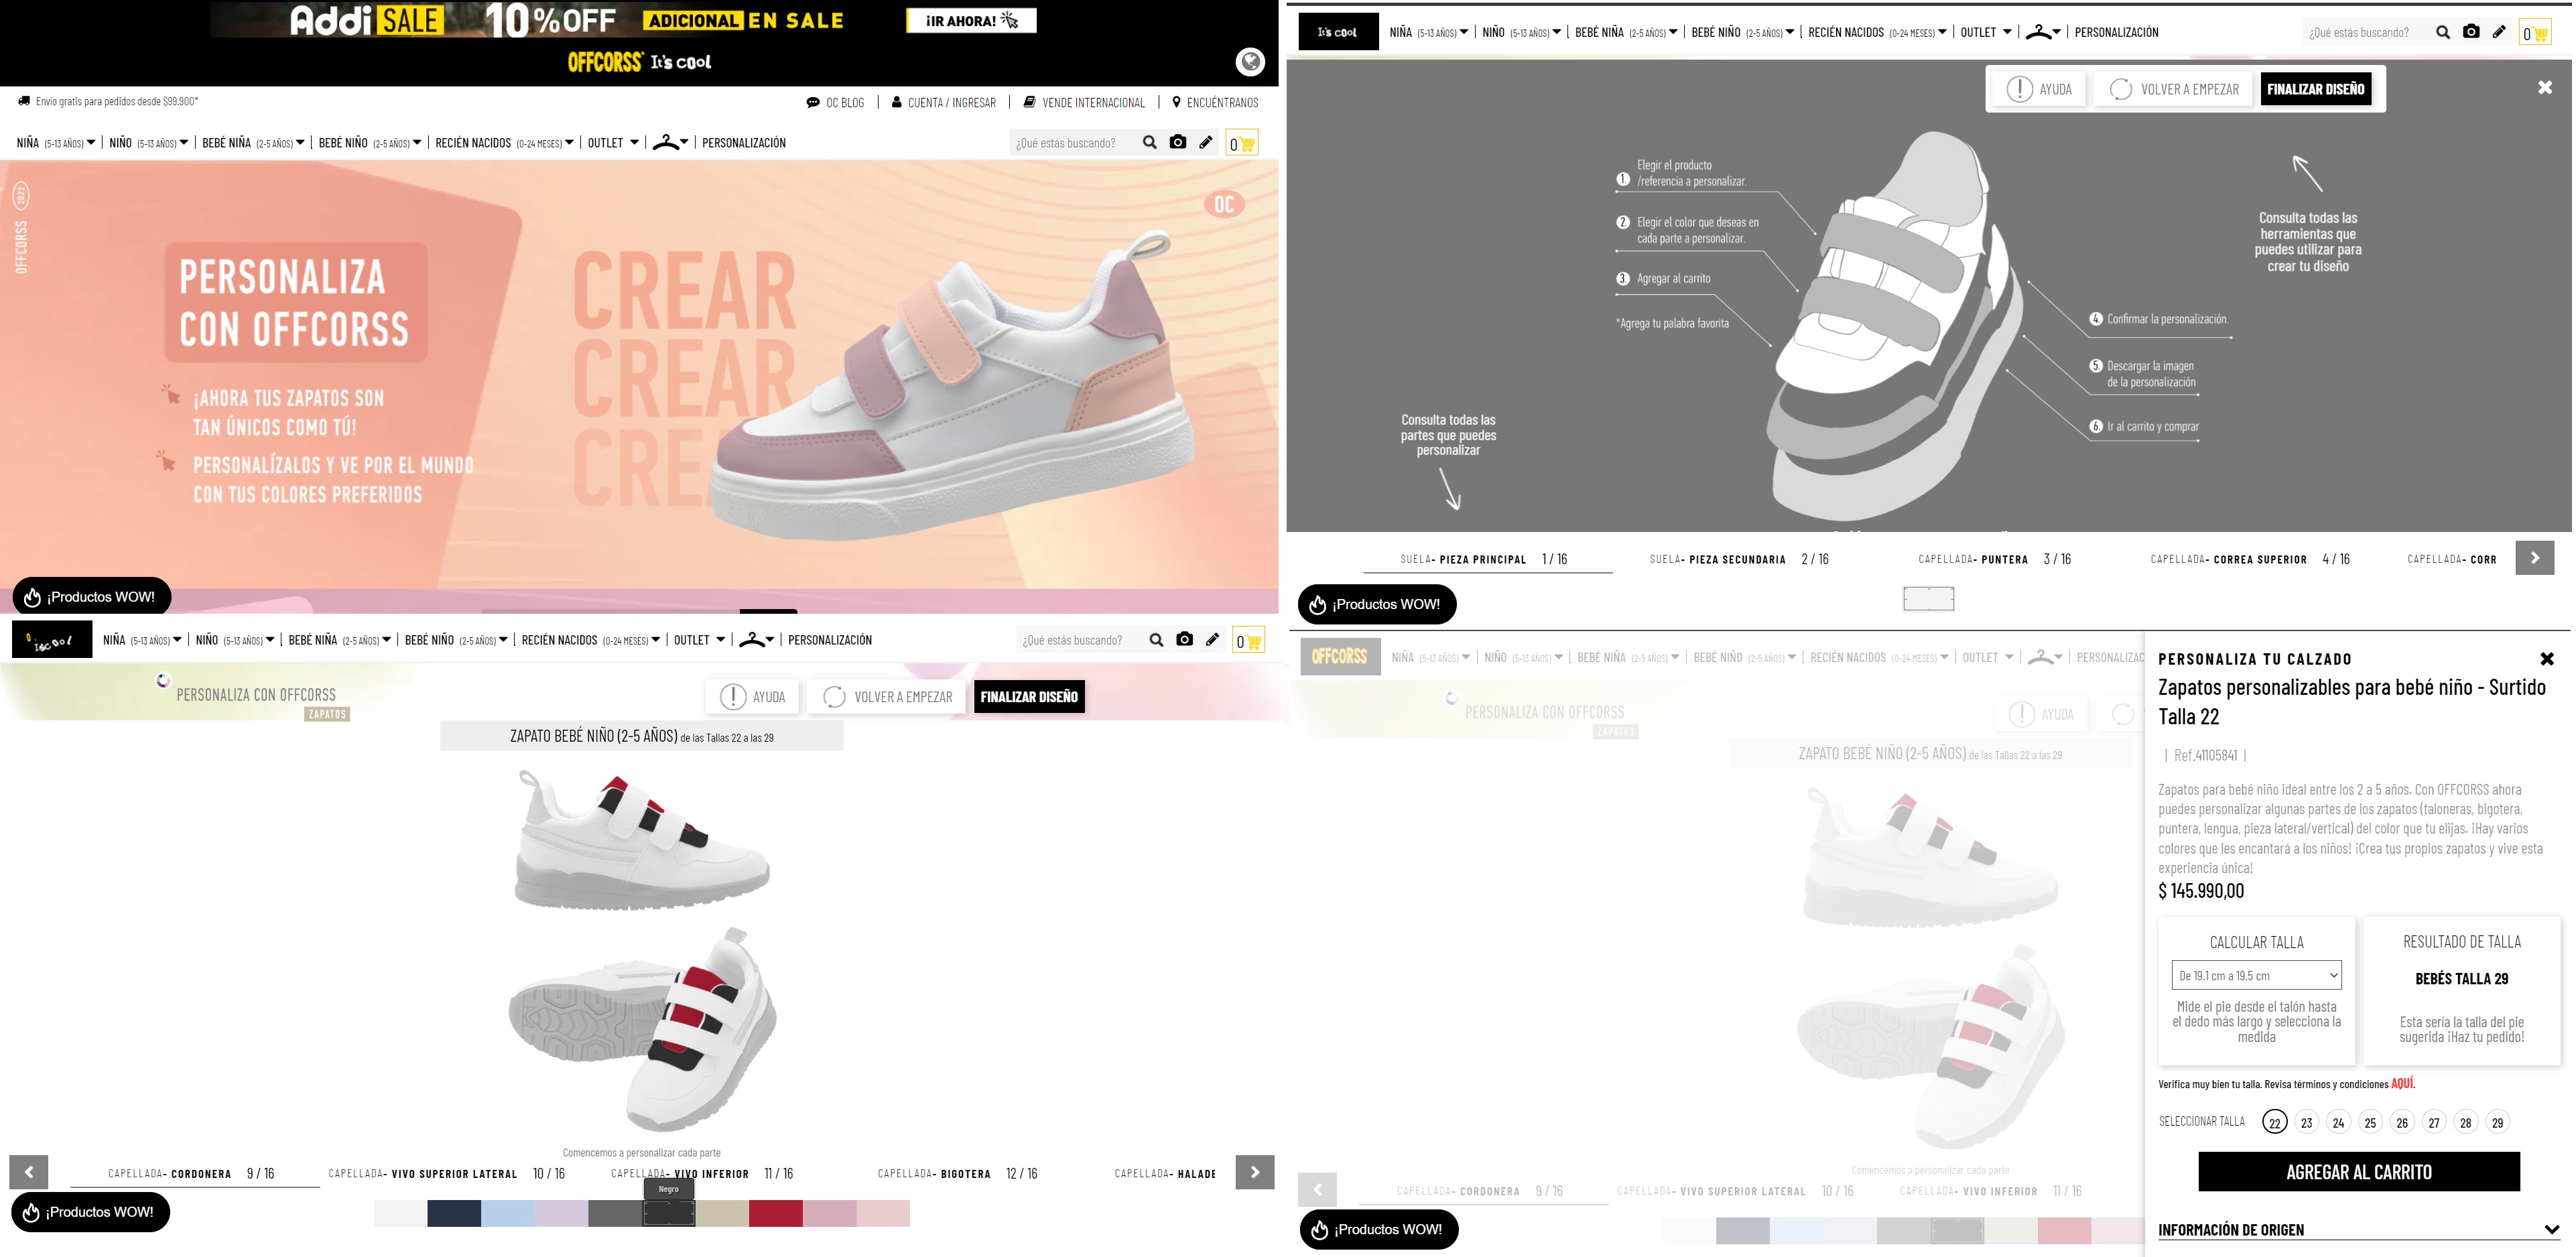 Addi SALE 10%OFF ADICIONAL EN SALE ¡IR AHORA!
OFFCORSS It's cool
Envío gratis para pedidos desde $99.900*
OC BLOG | CUENTA / INGRESAR | VENDE INTERNACIONAL | ENCUÉNTRANOS
NIÑA (5-13 AÑOS) | NIÑO (5-13 AÑOS) | BEBÉ NIÑA (2-5 AÑOS) | BEBÉ NIÑO (2-5 AÑOS) | RECIÉN NACIDOS (0-24 MESES) | OUTLET | PERSONALIZACIÓN
¿Qué estás buscando?
0
OFFCORSS 2022
OC
PERSONALIZA
CON OFFCORSS
¡AHORA TUS ZAPATOS SON
TAN ÚNICOS COMO TÚ!
PERSONALÍZALOS Y VE POR EL MUNDO
CON TUS COLORES PREFERIDOS
CREAR
CREAR
CREAR
¡Productos WOW!
It's cool
NIÑA (5-13 AÑOS) | NIÑO (5-13 AÑOS) | BEBÉ NIÑA (2-5 AÑOS) | BEBÉ NIÑO (2-5 AÑOS) | RECIÉN NACIDOS (0-24 MESES) | OUTLET | PERSONALIZACIÓN
¿Qué estás buscando?
0
AYUDA
VOLVER A EMPEZAR
FINALIZAR DISEÑO
1 Elegir el producto
/referencia a personalizar.
2 Elegir el color que deseas en
cada parte a personalizar.
3 Agregar al carrito
*Agrega tu palabra favorita
Consulta todas las
herramientas que
puedes utilizar para
crear tu diseño
4 Confirmar la personalización.
5 Descargar la imagen
de la personalización
6 Ir al carrito y comprar
Consulta todas las
partes que puedes
personalizar
SUELA- PIEZA PRINCIPAL 1 / 16
SUELA- PIEZA SECUNDARIA 2 / 16
CAPELLADA- PUNTERA 3 / 16
CAPELLADA- CORREA SUPERIOR 4 / 16
CAPELLADA- CORR
¡Productos WOW!
NIÑA (5-13 AÑOS) | NIÑO (5-13 AÑOS) | BEBÉ NIÑA (2-5 AÑOS) | BEBÉ NIÑO (2-5 AÑOS) | RECIÉN NACIDOS (0-24 MESES) | OUTLET | PERSONALIZACIÓN
¿Qué estás buscando?
0
PERSONALIZA CON OFFCORSS
ZAPATOS
AYUDA
VOLVER A EMPEZAR
FINALIZAR DISEÑO
ZAPATO BEBÉ NIÑO (2-5 AÑOS) de las Tallas 22 a las 29
Comencemos a personalizar cada parte
CAPELLADA- CORDONERA 9 / 16
CAPELLADA- VIVO SUPERIOR LATERAL 10 / 16
CAPELLADA- VIVO INFERIOR 11 / 16
CAPELLADA- BIGOTERA 12 / 16
CAPELLADA- HALADE
Negro
¡Productos WOW!
OFFCORSS
NIÑA (5-13 AÑOS) | NIÑO (5-13 AÑOS) | BEBÉ NIÑA (2-5 AÑOS) | BEBÉ NIÑO (2-5 AÑOS) | RECIÉN NACIDOS (0-24 MESES) | OUTLET | PERSONALIZAC
PERSONALIZA CON OFFCORSS
ZAPATOS
AYUDA
ZAPATO BEBÉ NIÑO (2-5 AÑOS) de las Tallas 22 a las 29
Comencemos a personalizar cada parte
CAPELLADA- CORDONERA 9 / 16
CAPELLADA- VIVO SUPERIOR LATERAL 10 / 16
CAPELLADA- VIVO INFERIOR 11 / 16
¡Productos WOW!
PERSONALIZA TU CALZADO
Zapatos personalizables para bebé niño - Surtido
Talla 22
| Ref.41105841 |
Zapatos para bebé niño ideal entre los 2 a 5 años. Con OFFCORSS ahora
puedes personalizar algunas partes de los zapatos (taloneras, bigotera,
puntera, lengua, pieza lateral/vertical) del color que tu elijas. ¡Hay varios
colores que les encantará a los niños! ¡Crea tus propios zapatos y vive esta
experiencia única!
$ 145.990,00
CALCULAR TALLA
De 19.1 cm a 19.5 cm
Mide el pie desde el talón hasta
el dedo más largo y selecciona la
medida
RESULTADO DE TALLA
BEBÉS TALLA 29
Esta sería la talla del pie
sugerida ¡Haz tu pedido!
Verifica muy bien tu talla. Revisa términos y condiciones AQUÍ.
SELECCIONAR TALLA 22 23 24 25 26 27 28 29
AGREGAR AL CARRITO
INFORMACIÓN DE ORIGEN